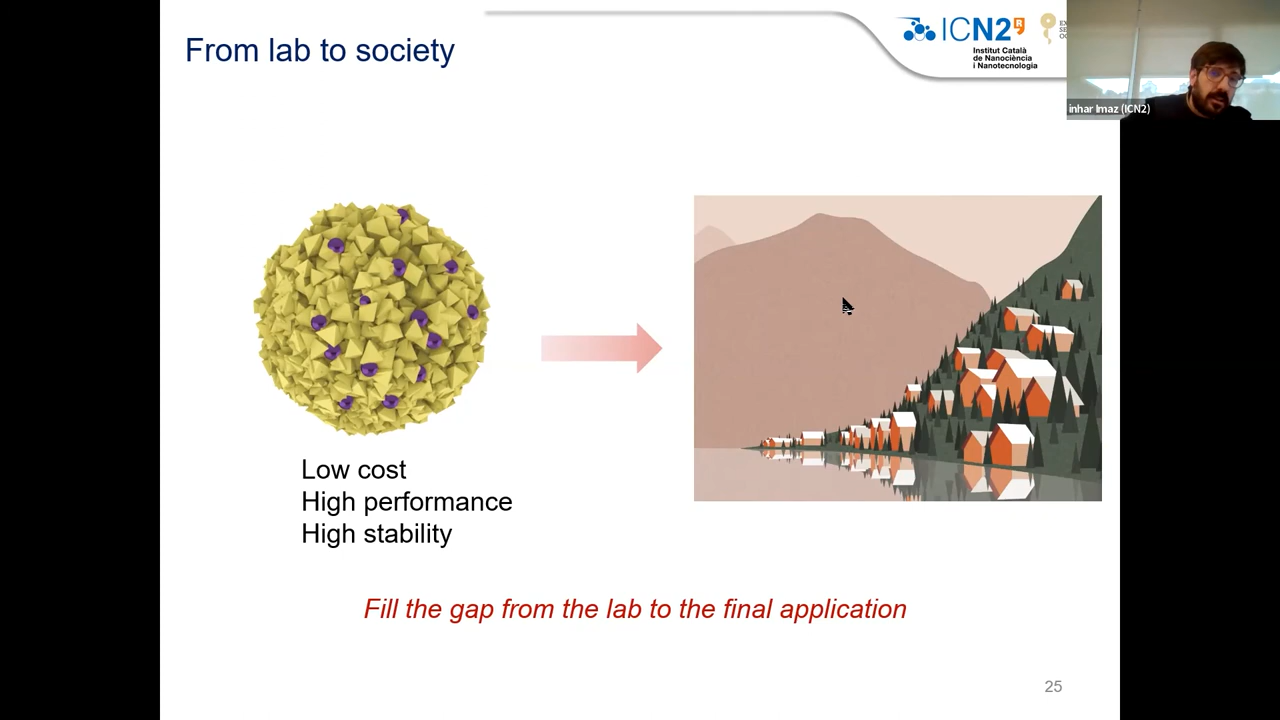 From lab to society
ICN2
Institut Català
de Nanociència
i Nanotecnologia
inhar Imaz (ICN2)
Low cost
High performance
High stability
Fill the gap from the lab to the final application
25